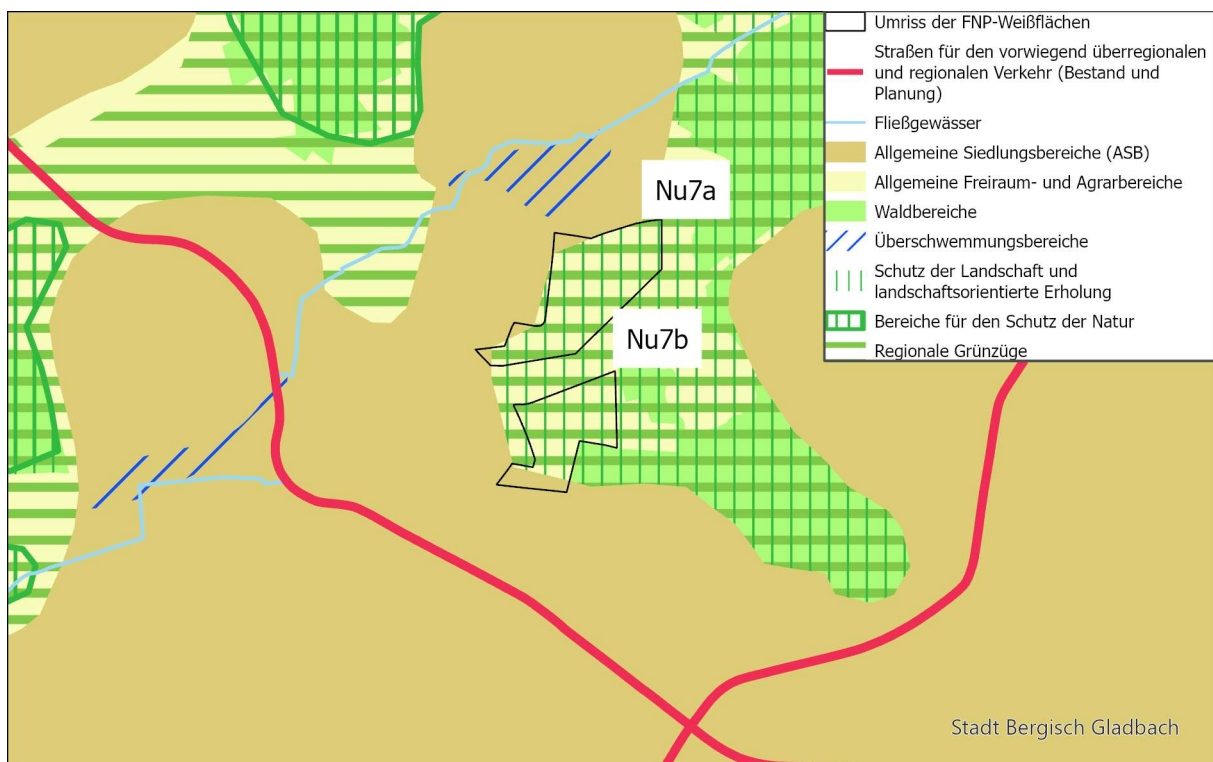 Umriss der FNP-Weißflächen
Straßen für den vorwiegend überregionalen
und regionalen Verkehr (Bestand und
Planung)
Fließgewässer
Allgemeine Siedlungsbereiche (ASB)
Allgemeine Freiraum- und Agrarbereiche
Waldbereiche
Überschwemmungsbereiche
Schutz der Landschaft und
landschaftsorientierte Erholung
Bereiche für den Schutz der Natur
Regionale Grünzüge
Nu7a
Nu7b
Stadt Bergisch Gladbach